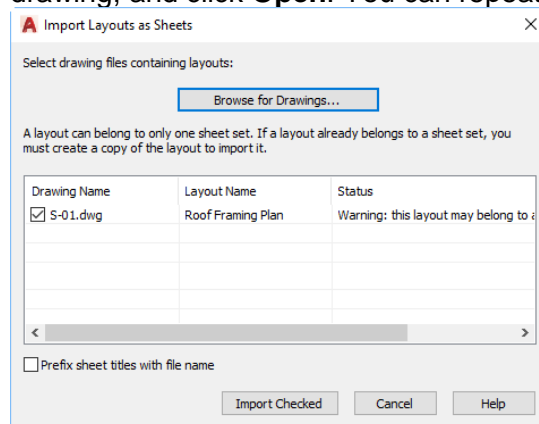 drawing, and click Open. You can repeat
Import Layouts as Sheets
Select drawing files containing layouts:
Browse for Drawings...
A layout can belong to only one sheet set. If a layout already belongs to a sheet set, you
must create a copy of the layout to import it.
Drawing Name Layout Name Status
S-01.dwg Roof Framing Plan Warning: this layout may belong to a
Prefix sheet titles with file name
Import Checked Cancel Help